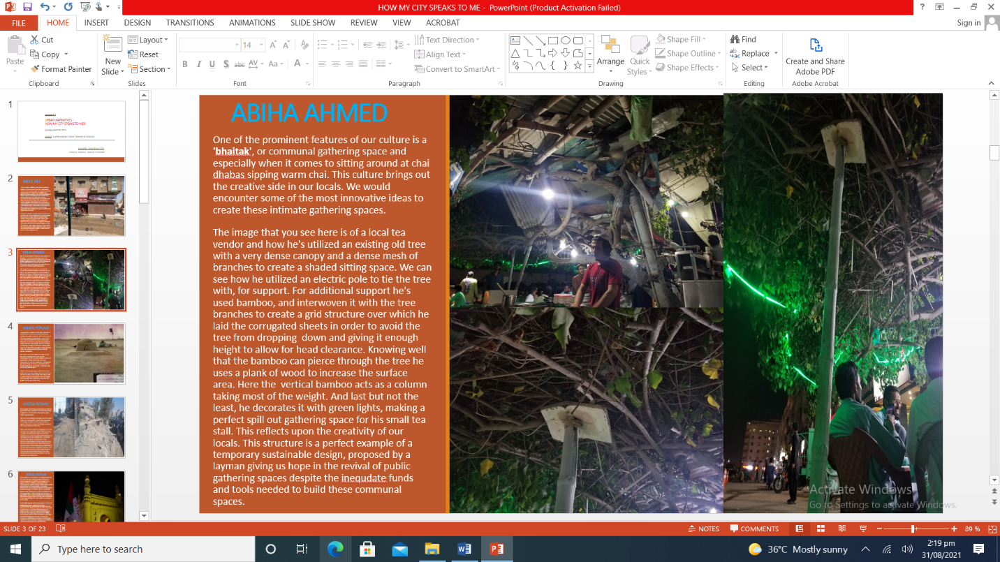 HOW MY CITY SPEAKS TO ME - PowerPoint (Product Activation Failed)
FILE HOME INSERT DESIGN TRANSITIONS ANIMATIONS SLIDE SHOW REVIEW VIEW ACROBAT Sign in
Paste
Cut
Copy
Format Painter
Clipboard
New
Slide
Layout
Reset
Section
Slides
14
Font
Text Direction
Align Text
Convert to SmartArt
Paragraph
Arrange
Quick
Styles
Shape Fill
Shape Outline
Shape Effects
Drawing
Find
Replace
Select
Editing
Create and Share
Adobe PDF
Adobe Acrobat
1
URBAN NARRATIVES -
HOW MY CITY SPEAKS TO ME!
2
3
ABIHA AHMED
4
5
6
ABIHA AHMED
One of the prominent features of our culture is a
'bhaitak', or communal gathering space and
especially when it comes to sitting around at chai
dhabas sipping warm chai. This culture brings out
the creative side in our locals. We would
encounter some of the most innovative ideas to
create these intimate gathering spaces.
The image that you see here is of a local tea
vendor and how he's utilized an existing old tree
with a very dense canopy and a dense mesh of
branches to create a shaded sitting space. We can
see how he utilized an electric pole to tie the tree
with, for support. For additional support he's
used bamboo, and interwoven it with the tree
branches to create a grid structure over which he
laid the corrugated sheets in order to avoid the
tree from dropping down and giving it enough
height to allow for head clearance. Knowing well
that the bamboo can pierce through the tree he
uses a plank of wood to increase the surface
area. Here the vertical bamboo acts as a column
taking most of the weight. And last but not the
least, he decorates it with green lights, making a
perfect spill out gathering space for his small tea
stall. This reflects upon the creativity of our
locals. This structure is a perfect example of a
temporary sustainable design, proposed by a
layman giving us hope in the revival of public
gathering spaces despite the inequdate funds
and tools needed to build these communal
spaces.
Activate Windows
Go to Settings to activate Windows.
SLIDE 3 OF 23 NOTES COMMENTS 89 %
Type here to search
36°C Mostly sunny
2:19 pm
31/08/2021